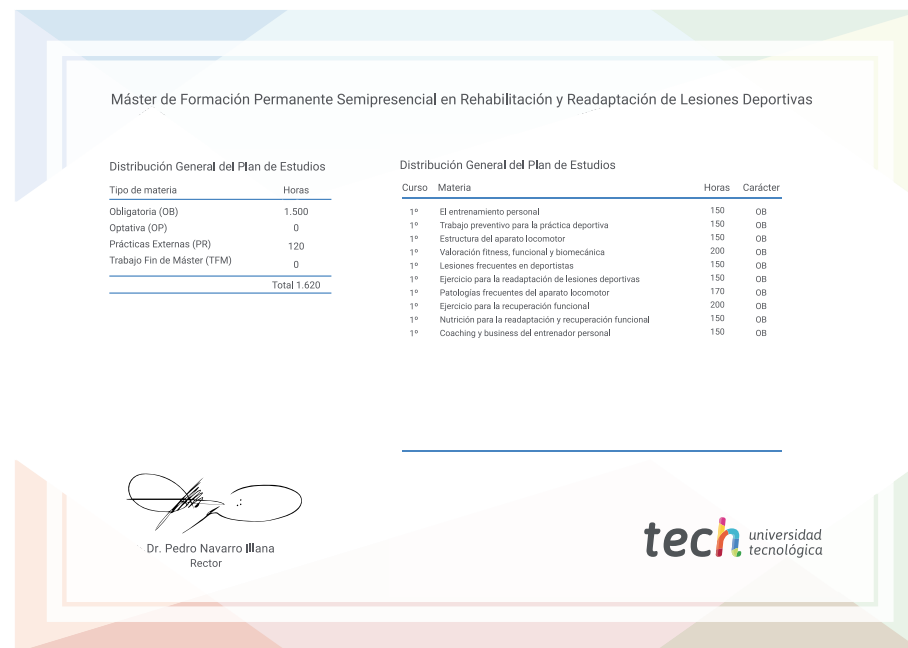 Máster de Formación Permanente Semipresencial en Rehabilitación y Readaptación de Lesiones Deportivas
Distribución General del Plan de Estudios
Tipo de materia Horas
Obligatoria (OB) 1.500
Optativa (OP) 0
Prácticas Externas (PR) 120
Trabajo Fin de Máster (TFM) 0
Total 1.620
Distribución General del Plan de Estudios
Curso Materia Horas Carácter
1º El entrenamiento personal 150 OB
1º Trabajo preventivo para la práctica deportiva 150 OB
1º Estructura del aparato locomotor 150 OB
1º Valoración fitness, funcional y biomecánica 200 OB
1º Lesiones frecuentes en deportistas 150 OB
1º Ejercicio para la readaptación de lesiones deportivas 150 OB
1º Patologías frecuentes del aparato locomotor 170 OB
1º Ejercicio para la recuperación funcional 200 OB
1º Nutrición para la readaptación y recuperación funcional 150 OB
1º Coaching y business del entrenador personal 150 OB
Dr. Pedro Navarro Illana
Rector
tech universidad
tecnológica